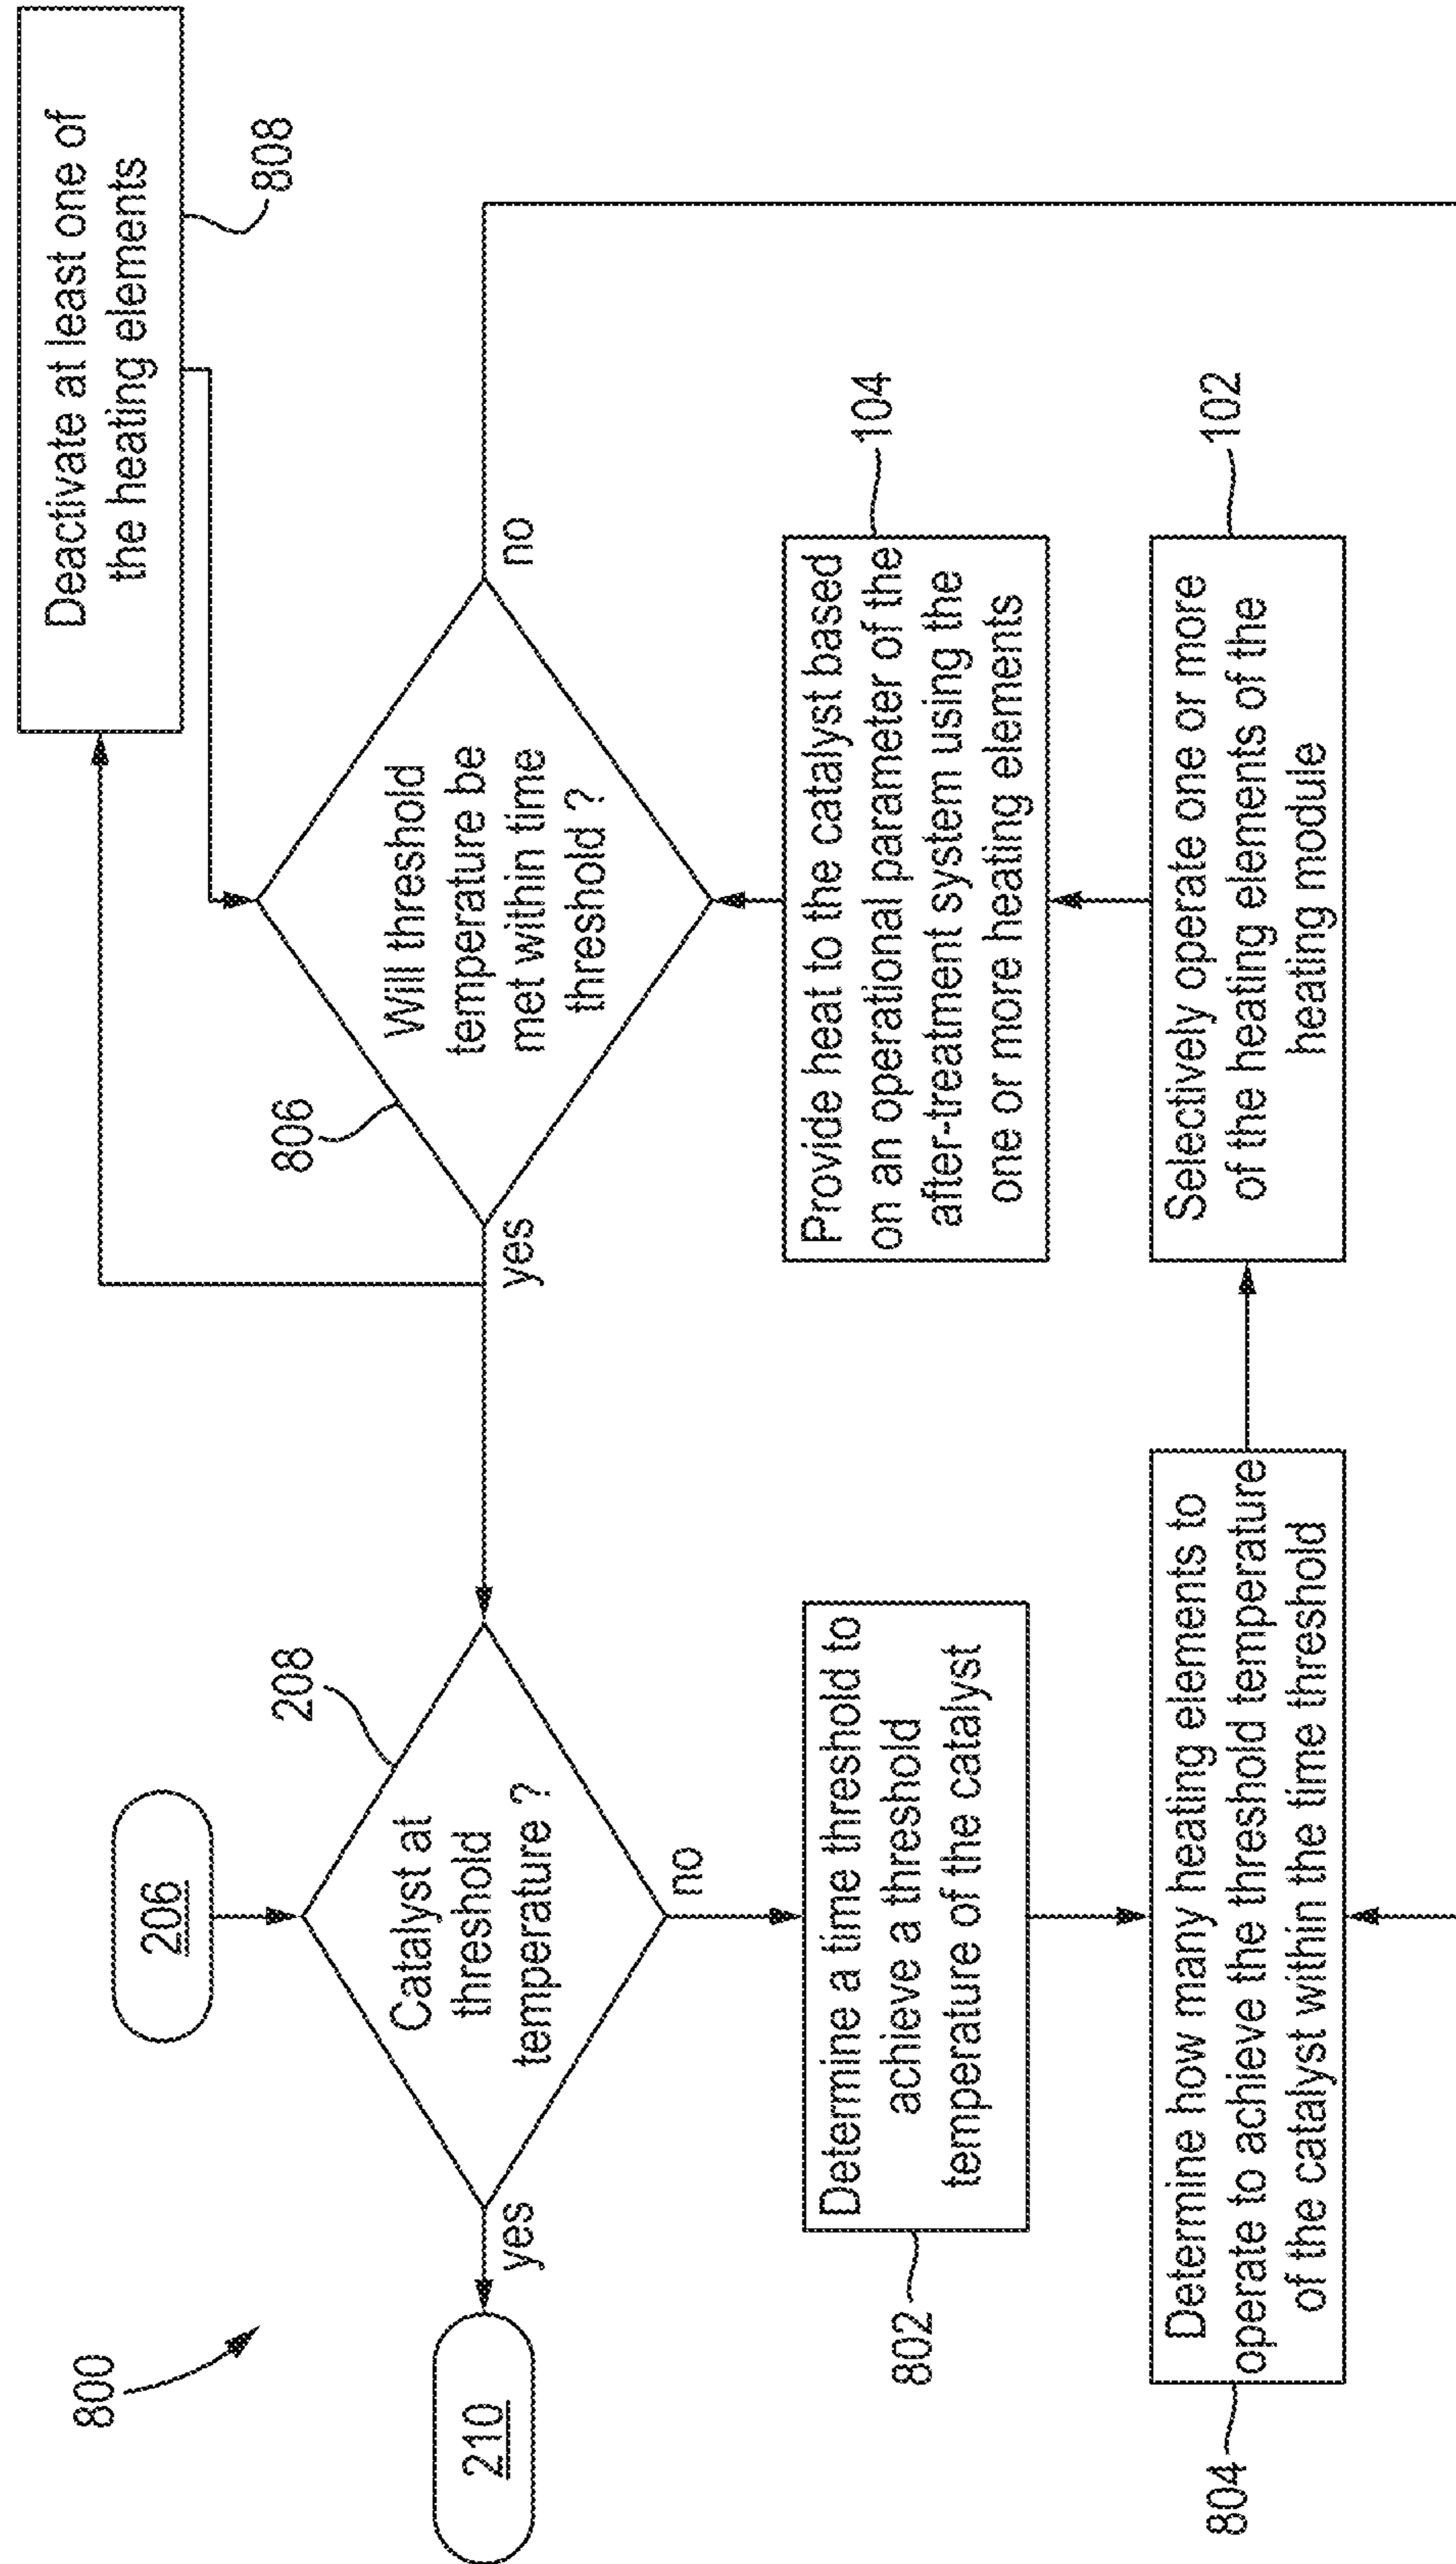 800
206
208
Catalyst at
threshold
temperature ?
yes
no
210
802
Determine a time threshold to
achieve a threshold
temperature of the catalyst
804
Determine how many heating elements to
operate to achieve the threshold temperature
of the catalyst within the time threshold
102
Selectively operate one or more
of the heating elements of the
heating module
104
Provide heat to the catalyst based
on an operational parameter of the
after-treatment system using the
one or more heating elements
806
Will threshold
temperature be
met within time
threshold ?
yes
no
Deactivate at least one of
the heating elements
808